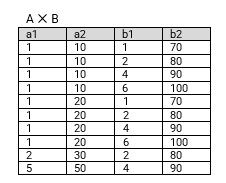 A × B
a1 a2 b1 b2
1 10 1 70
1 10 2 80
1 10 4 90
1 10 6 100
1 20 1 70
1 20 2 80
1 20 4 90
1 20 6 100
2 30 2 80
5 50 4 90